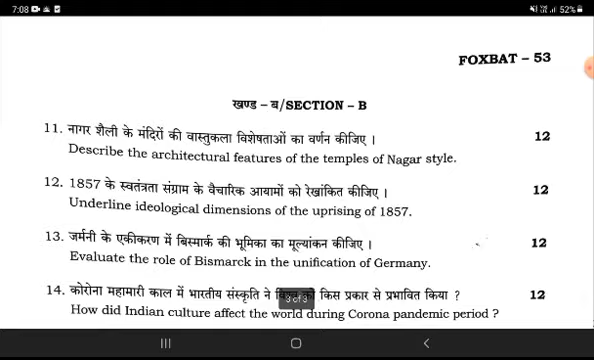 7:08
52%
FOXBAT – 53
खण्ड – ब/SECTION – B
11. नागर शैली के मंदिरों की वास्तुकला विशेषताओं का वर्णन कीजिए । 12
Describe the architectural features of the temples of Nagar style.
12. 1857 के स्वतंत्रता संग्राम के वैचारिक आयामों को रेखांकित कीजिए । 12
Underline ideological dimensions of the uprising of 1857.
13. जर्मनी के एकीकरण में बिस्मार्क की भूमिका का मूल्यांकन कीजिए । 12
Evaluate the role of Bismarck in the unification of Germany.
14. कोरोना महामारी काल में भारतीय संस्कृति ने किस प्रकार से प्रभावित किया ? 12
3 of 3
How did Indian culture affect the world during Corona pandemic period ?